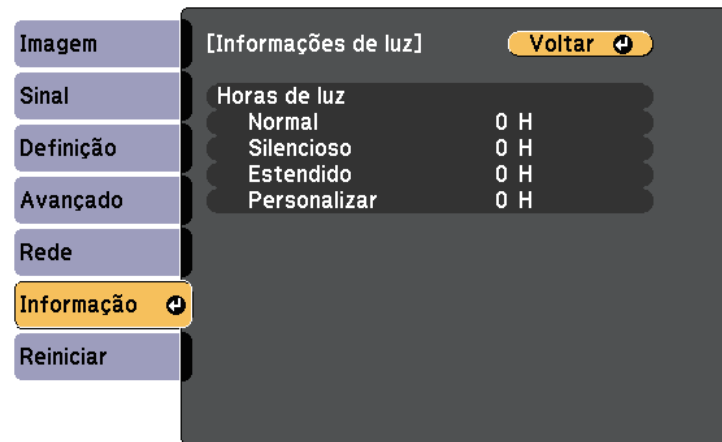 Imagem
Sinal
Definição
Avançado
Rede
Informação
Reiniciar
[Informações de luz] Voltar
Horas de luz
Normal 0 H
Silencioso 0 H
Estendido 0 H
Personalizar 0 H